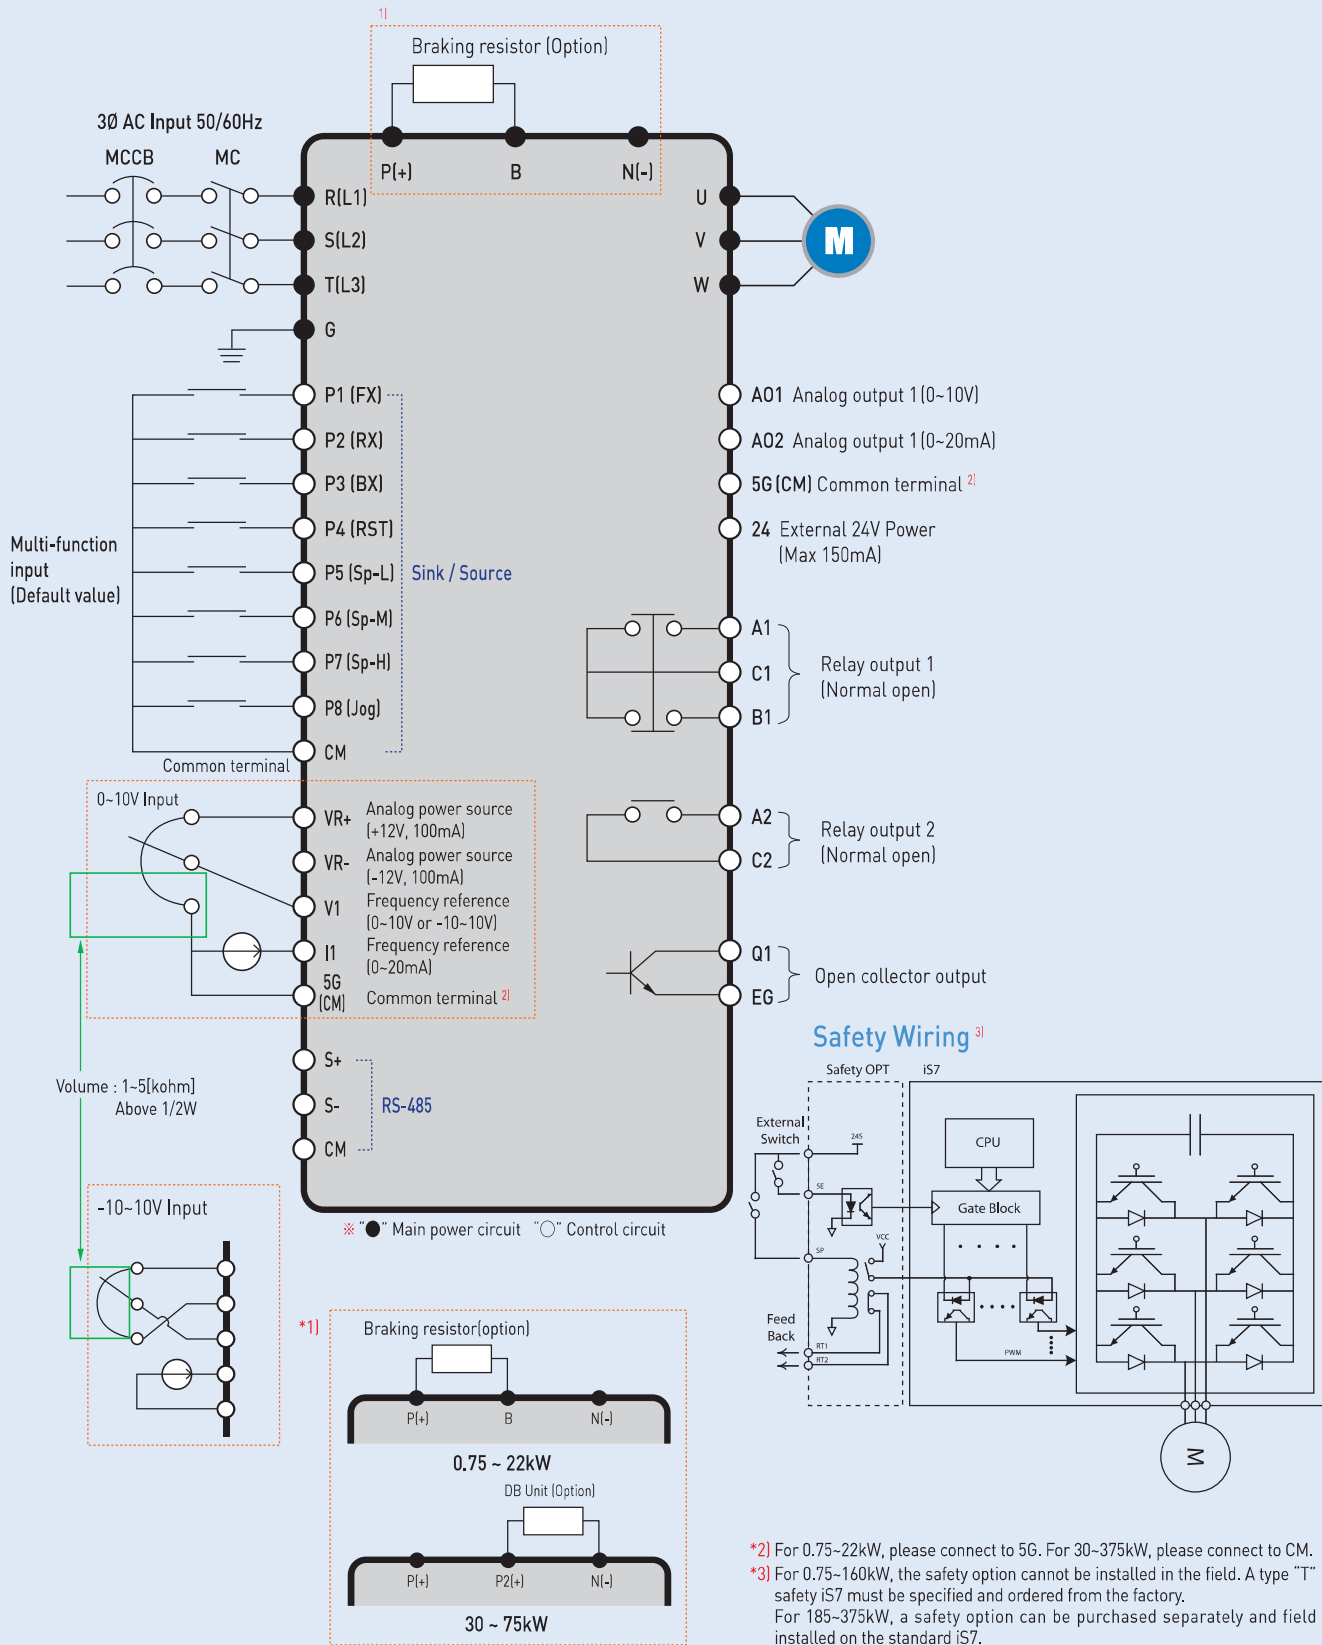 1)
Braking resistor (Option)
3Ø AC Input 50/60Hz
MCCB MC
P(+) B N(-)
R(L1)
S(L2)
T(L3)
G
U
V
W
M
P1 (FX)
P2 (RX)
P3 (BX)
P4 (RST)
P5 (Sp-L)
P6 (Sp-M)
P7 (Sp-H)
P8 (Jog)
CM
Sink / Source
Multi-function
input
(Default value)
Common terminal
AO1 Analog output 1 (0~10V)
AO2 Analog output 1 (0~20mA)
5G (CM) Common terminal 2)
24 External 24V Power
(Max 150mA)
A1
C1
B1
Relay output 1
(Normal open)
A2
C2
Relay output 2
(Normal open)
Q1
EG
Open collector output
0~10V Input
VR+ Analog power source
(+12V, 100mA)
VR- Analog power source
(-12V, 100mA)
V1 Frequency reference
(0~10V or -10~10V)
I1 Frequency reference
(0~20mA)
5G
(CM) Common terminal 2)
S+
S-
CM
RS-485
Volume : 1~5[kohm]
Above 1/2W
-10~10V Input
※ "●" Main power circuit "○" Control circuit
*1)
Braking resistor(option)
P(+) B N(-)
0.75 ~ 22kW
DB Unit (Option)
P(+) P2(+) N(-)
30 ~ 75kW
Safety Wiring 3)
Safety OPT iS7
External
Switch
24S
SE
SP
VCC
CPU
Gate Block
Feed
Back
RT1
RT2
PWM
M
*2) For 0.75~22kW, please connect to 5G. For 30~375kW, please connect to CM.
*3) For 0.75~160kW, the safety option cannot be installed in the field. A type "T"
safety iS7 must be specified and ordered from the factory.
For 185~375kW, a safety option can be purchased separately and field
installed on the standard iS7.